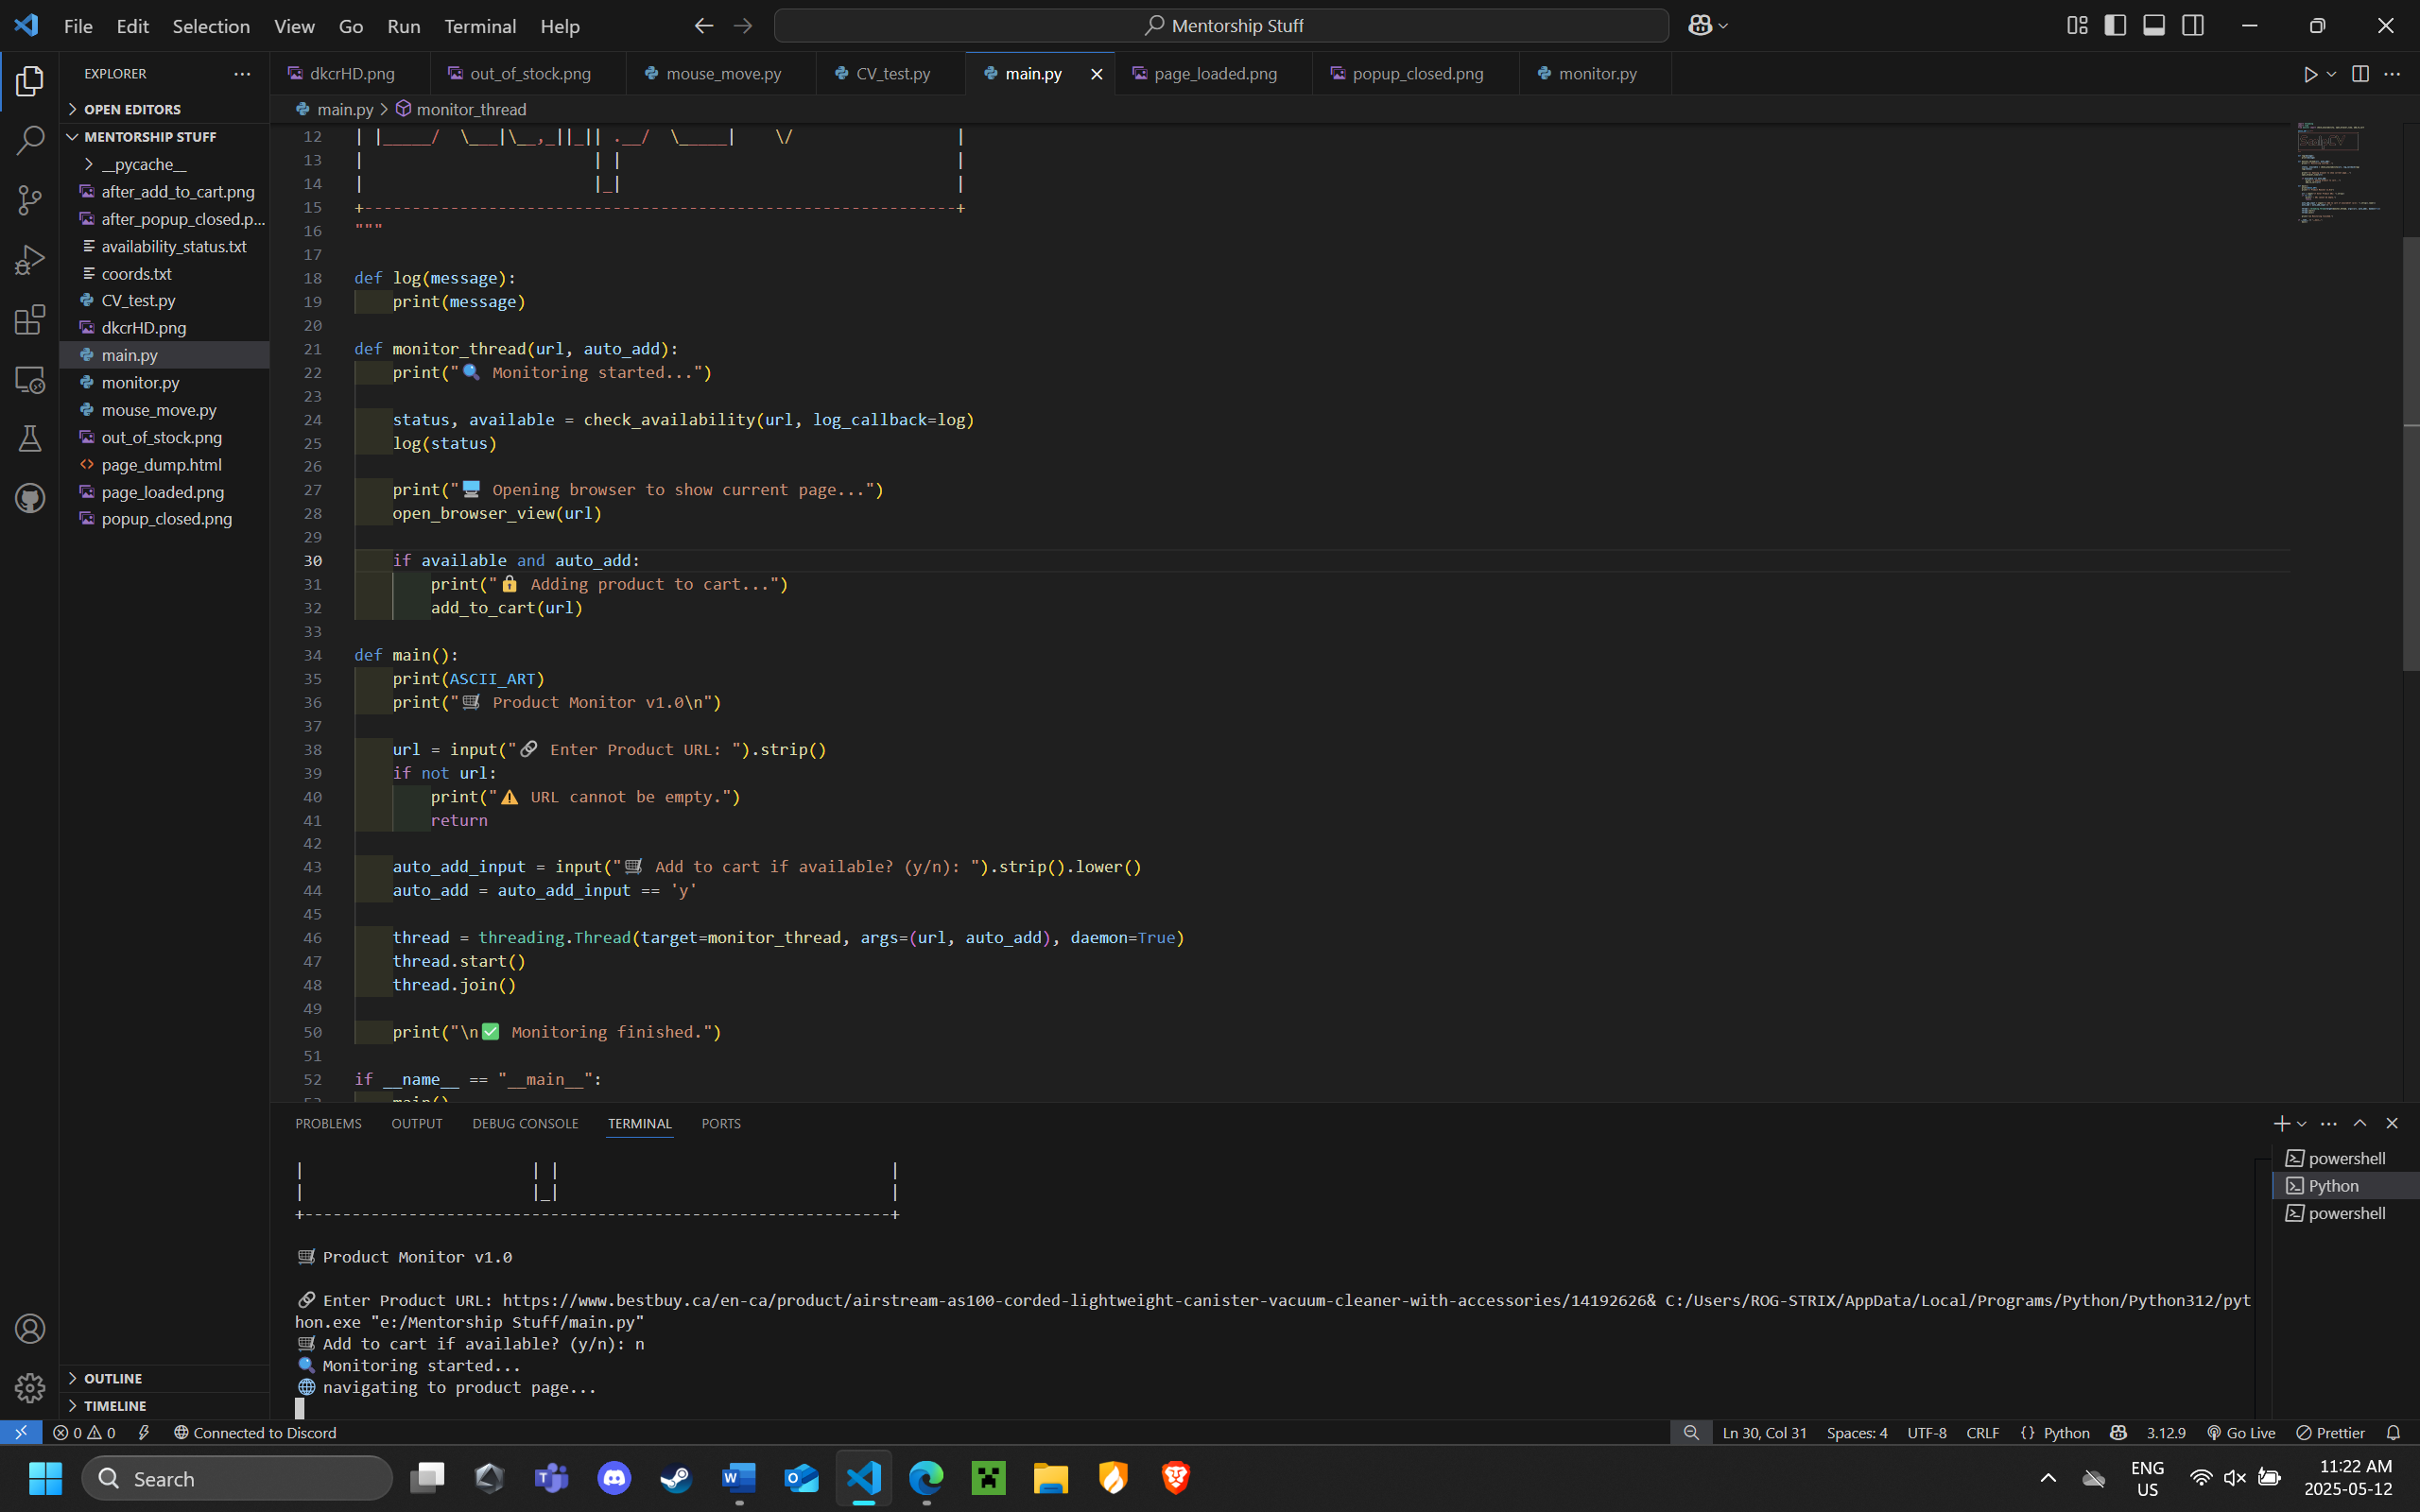 File Edit Selection View Go Run Terminal Help
Mentorship Stuff
EXPLORER
dkcrHD.png
out_of_stock.png
mouse_move.py
CV_test.py
main.py
page_loaded.png
popup_closed.png
monitor.py
OPEN EDITORS
MENTORSHIP STUFF
__pycache__
after_add_to_cart.png
after_popup_closed.p...
availability_status.txt
coords.txt
CV_test.py
dkcrHD.png
main.py
monitor.py
mouse_move.py
out_of_stock.png
page_dump.html
page_loaded.png
popup_closed.png
OUTLINE
TIMELINE
main.py > monitor_thread
12 | |_____/  \___|\__,_||_|| .__/  \_____|    \/                  |
13 |                        | |                                   |
14 |                        |_|                                   |
15 +--------------------------------------------------------------+
16 """
17
18 def log(message):
19     print(message)
20
21 def monitor_thread(url, auto_add):
22     print("🔍 Monitoring started...")
23
24     status, available = check_availability(url, log_callback=log)
25     log(status)
26
27     print("🖥️ Opening browser to show current page...")
28     open_browser_view(url)
29
30     if available and auto_add:
31         print("🔒 Adding product to cart...")
32         add_to_cart(url)
33
34 def main():
35     print(ASCII_ART)
36     print("🛒 Product Monitor v1.0\n")
37
38     url = input("🔗 Enter Product URL: ").strip()
39     if not url:
40         print("⚠️ URL cannot be empty.")
41         return
42
43     auto_add_input = input("🛒 Add to cart if available? (y/n): ").strip().lower()
44     auto_add = auto_add_input == 'y'
45
46     thread = threading.Thread(target=monitor_thread, args=(url, auto_add), daemon=True)
47     thread.start()
48     thread.join()
49
50     print("\n✅ Monitoring finished.")
51
52 if __name__ == "__main__":
53     main()
PROBLEMS OUTPUT DEBUG CONSOLE TERMINAL PORTS
|                        | |                                   |
|                        |_|                                   |
+--------------------------------------------------------------+
🛒 Product Monitor v1.0
🔗 Enter Product URL: https://www.bestbuy.ca/en-ca/product/airstream-as100-corded-lightweight-canister-vacuum-cleaner-with-accessories/14192626& C:/Users/ROG-STRIX/AppData/Local/Programs/Python/Python312/pyt
hon.exe "e:/Mentorship Stuff/main.py"
🛒 Add to cart if available? (y/n): n
🔍 Monitoring started...
🌐 navigating to product page...
powershell
Python
powershell
0 0 Connected to Discord
Ln 30, Col 31 Spaces: 4 UTF-8 CRLF {} Python 3.12.9 Go Live Prettier
Search
ENG
US
11:22 AM
2025-05-12